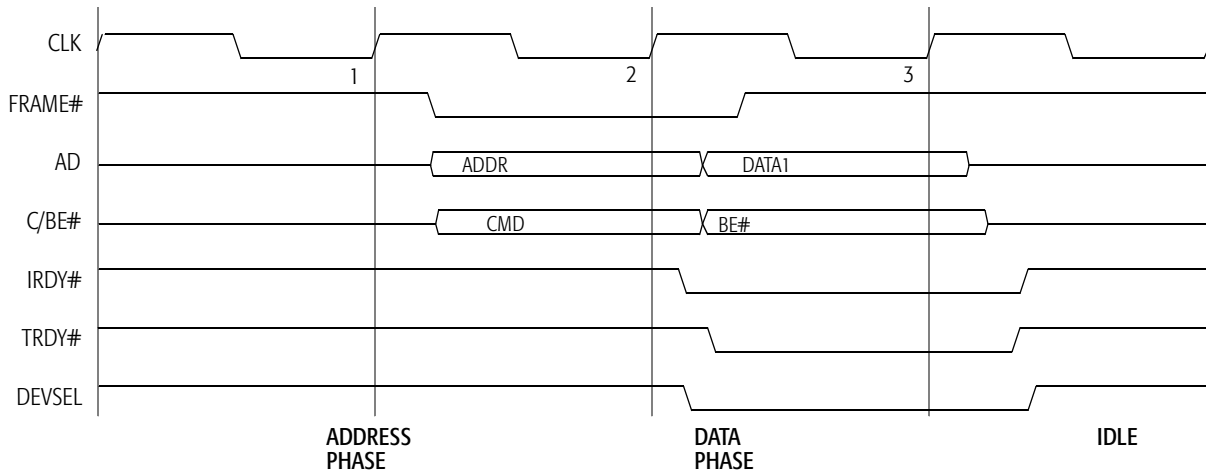 CLK
1
2
3
FRAME#
AD
ADDR
DATA1
C/BE#
CMD
BE#
IRDY#
TRDY#
DEVSEL
ADDRESS
PHASE
DATA
PHASE
IDLE